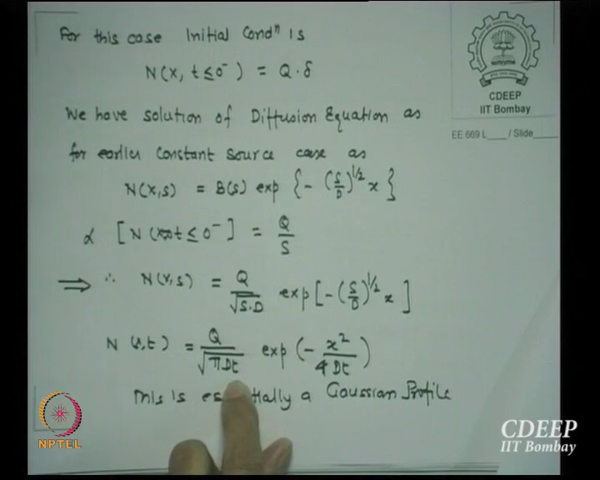 For this case Initial Condⁿ is
N(x, t≤0⁻) = Q·δ
We have solution of Diffusion Equation as
for earlier constant source case as
N(x,s) = B(s) exp {-(S/D)^1/2 x}
α [N(x,t≤0⁻] = Q/S
⟹ ∴ N(x,s) = Q/√S.D exp[-(S/D)^1/2 x]
N(x,t) = Q/√πDt exp(-x²/4Dt)
This is essentially a Gaussian Profile
CDEEP
IIT Bombay
EE 669 L____ / Slide____
NPTEL
CDEEP
IIT Bombay